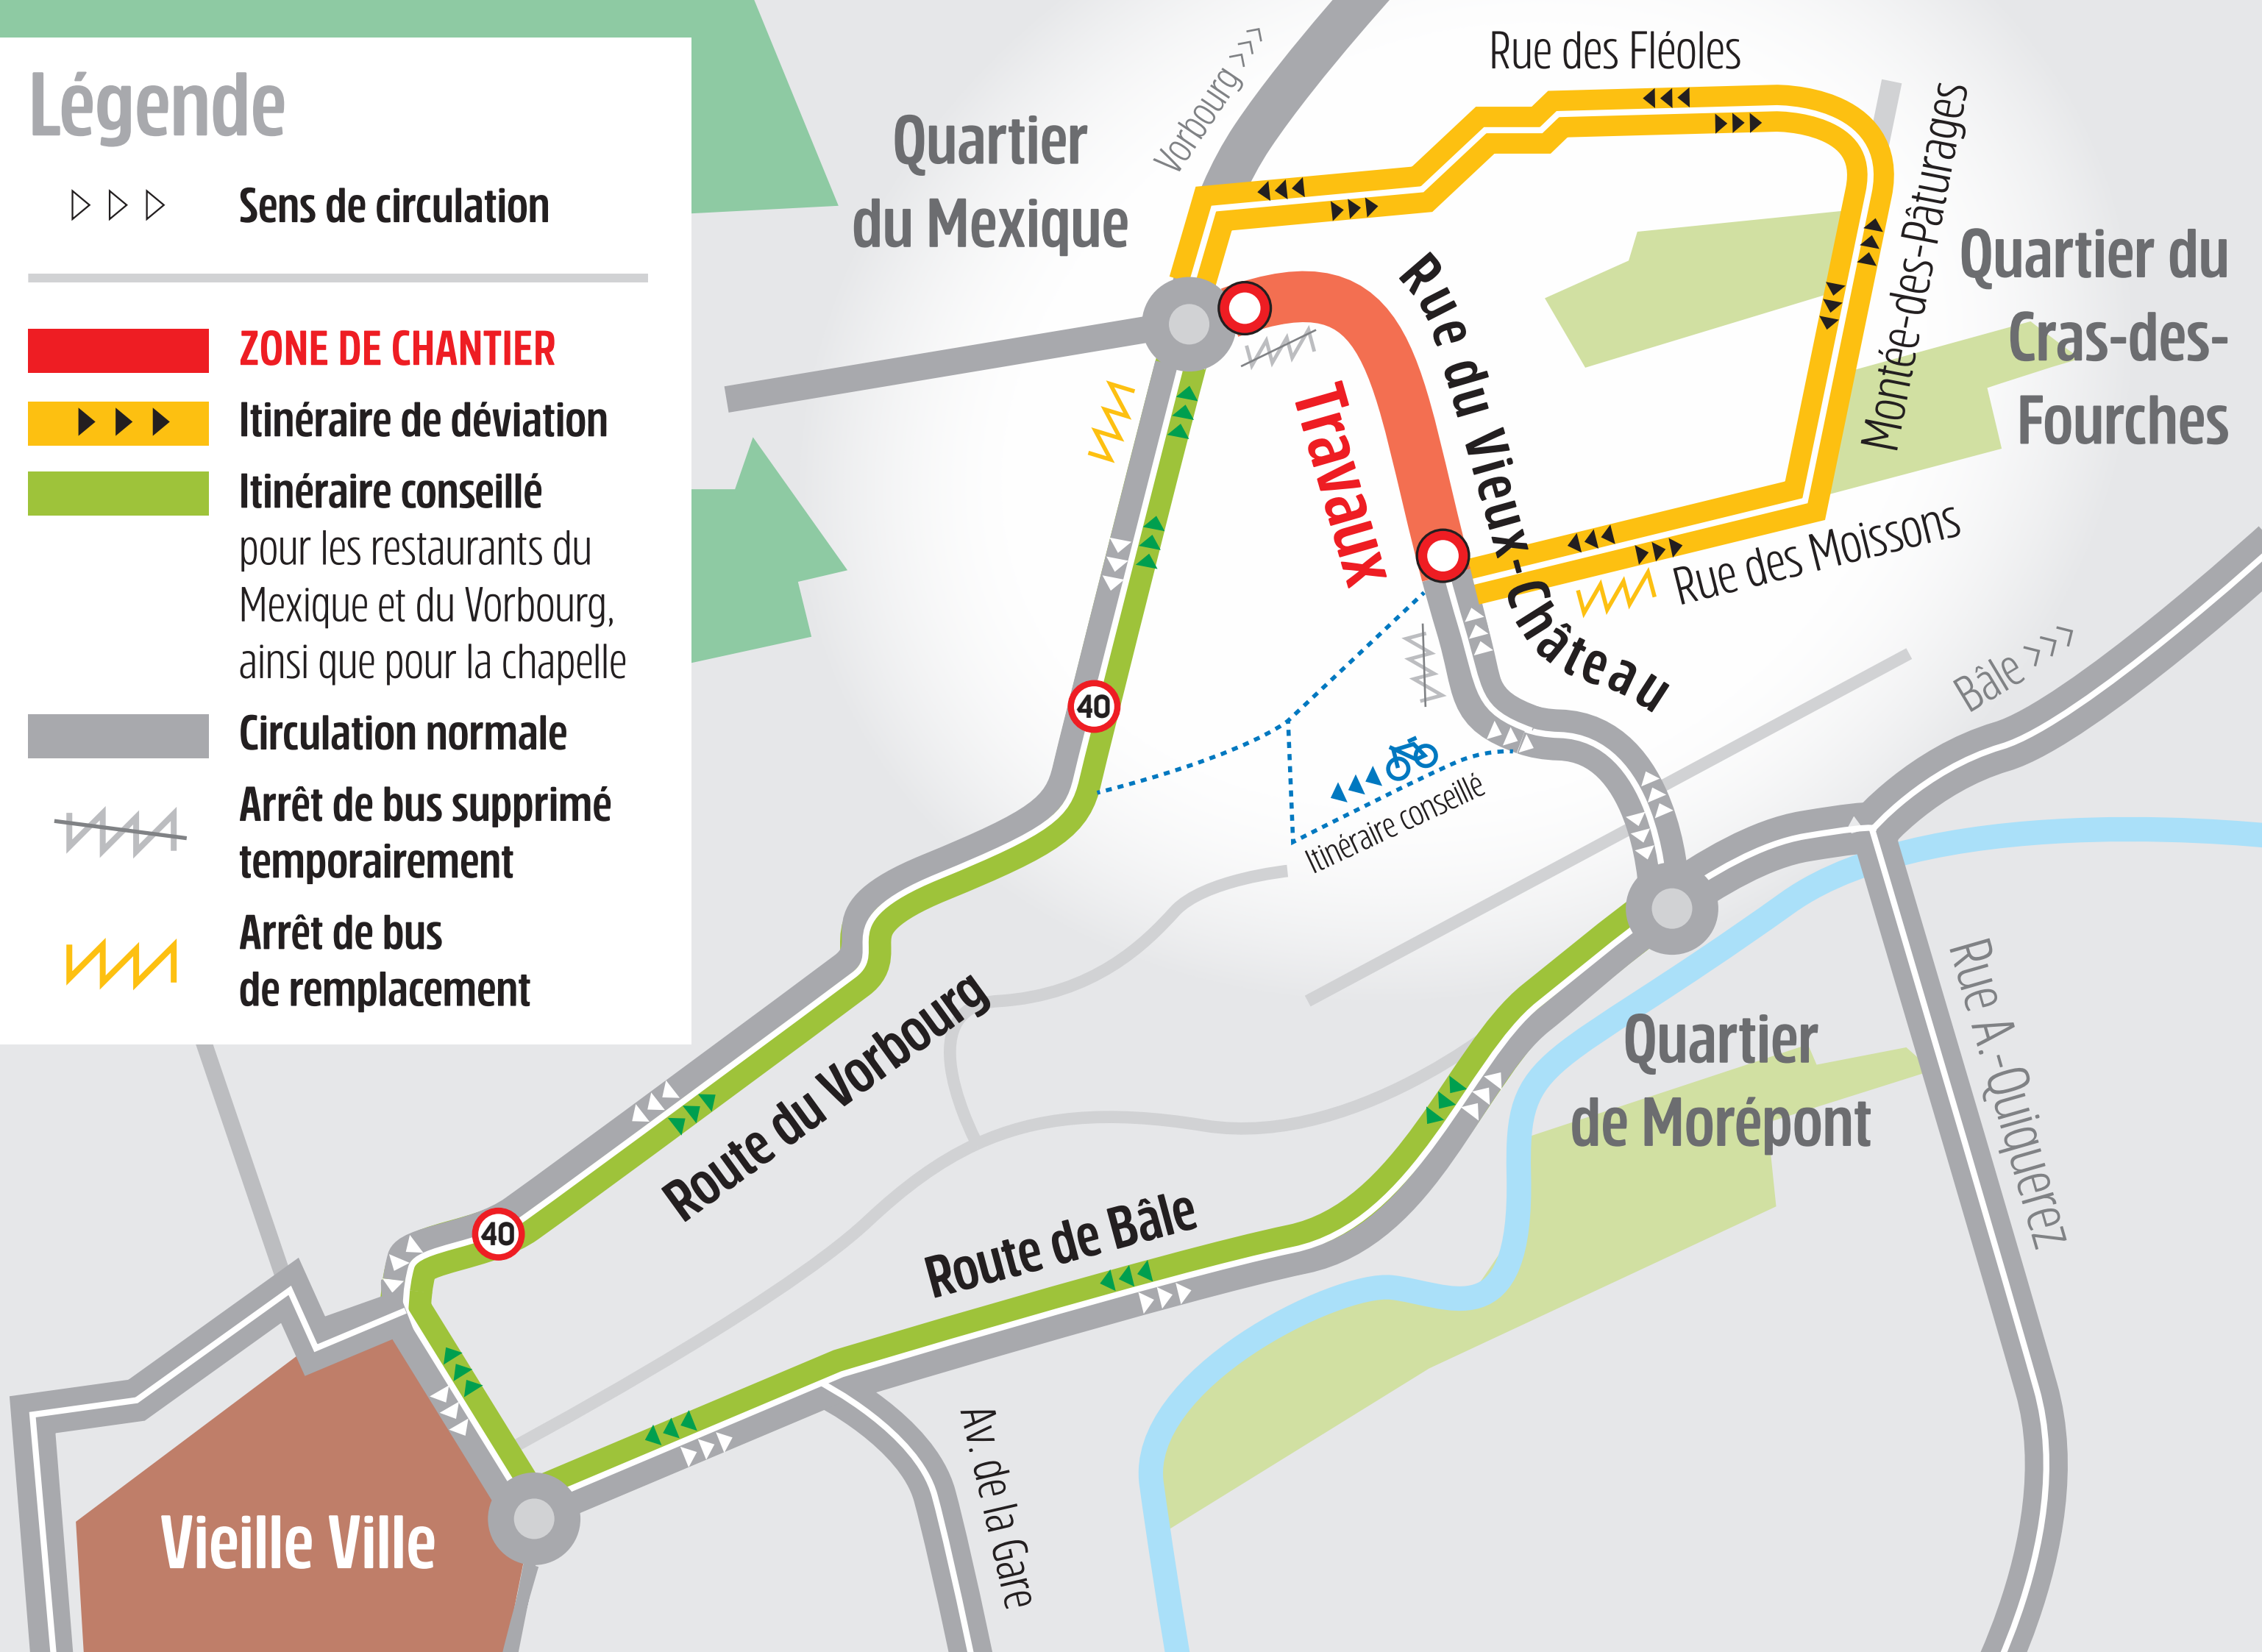 Légende
Sens de circulation
ZONE DE CHANTIER
Itinéraire de déviation
Itinéraire conseillé
pour les restaurants du
Mexique et du Vorbourg,
ainsi que pour la chapelle
Circulation normale
Arrêt de bus supprimé
temporairement
Arrêt de bus
de remplacement
Quartier
du Mexique
Vorbourg >>>
Rue des Fléoles
Montée-des-Pâturages
Quartier du
Cras-des-
Fourches
Rue du Vieux-Château
Travaux
Rue des Moissons
Bâle >>>
40
Itinéraire conseillé
Route du Vorbourg
Quartier
de Morépont
Rue A.-Quiquerez
40
Route de Bâle
Av. de la Gare
Vieille Ville